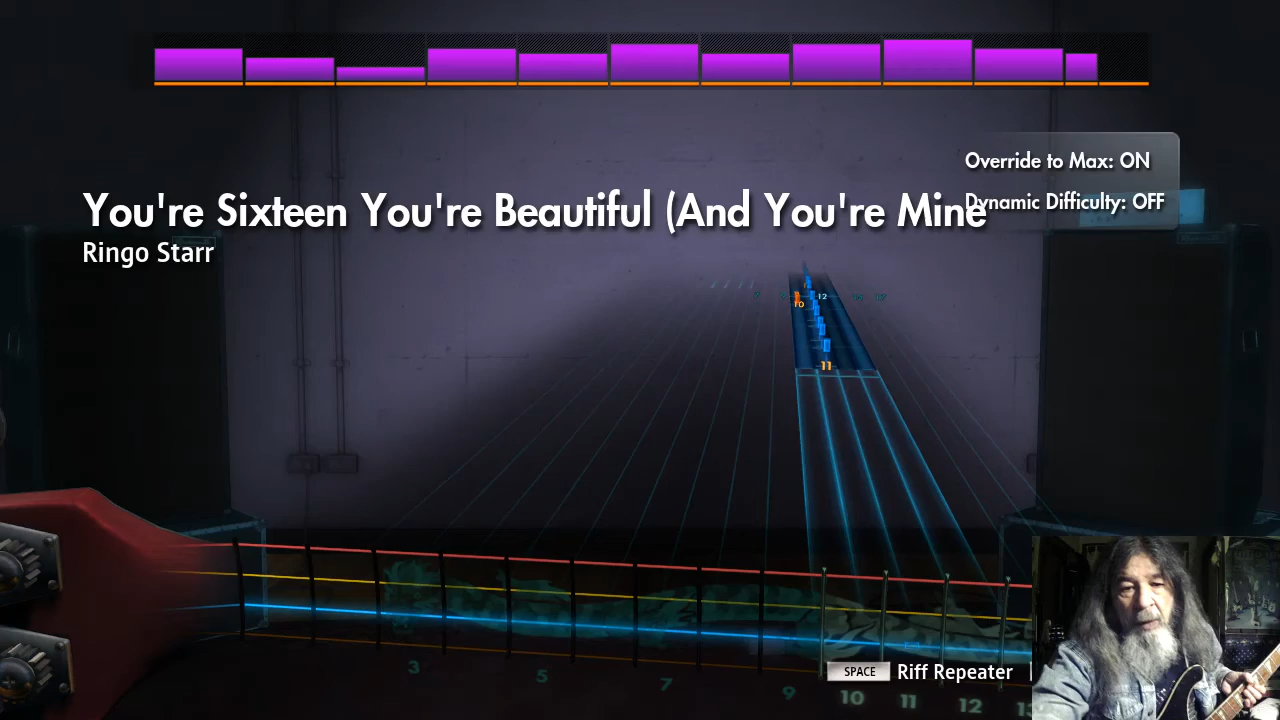 Override to Max: ON
Dynamic Difficulty: OFF
You're Sixteen You're Beautiful (And You're Mine
Ringo Starr
12
10
11
3
5
7
9
10
11
12
SPACE Riff Repeater